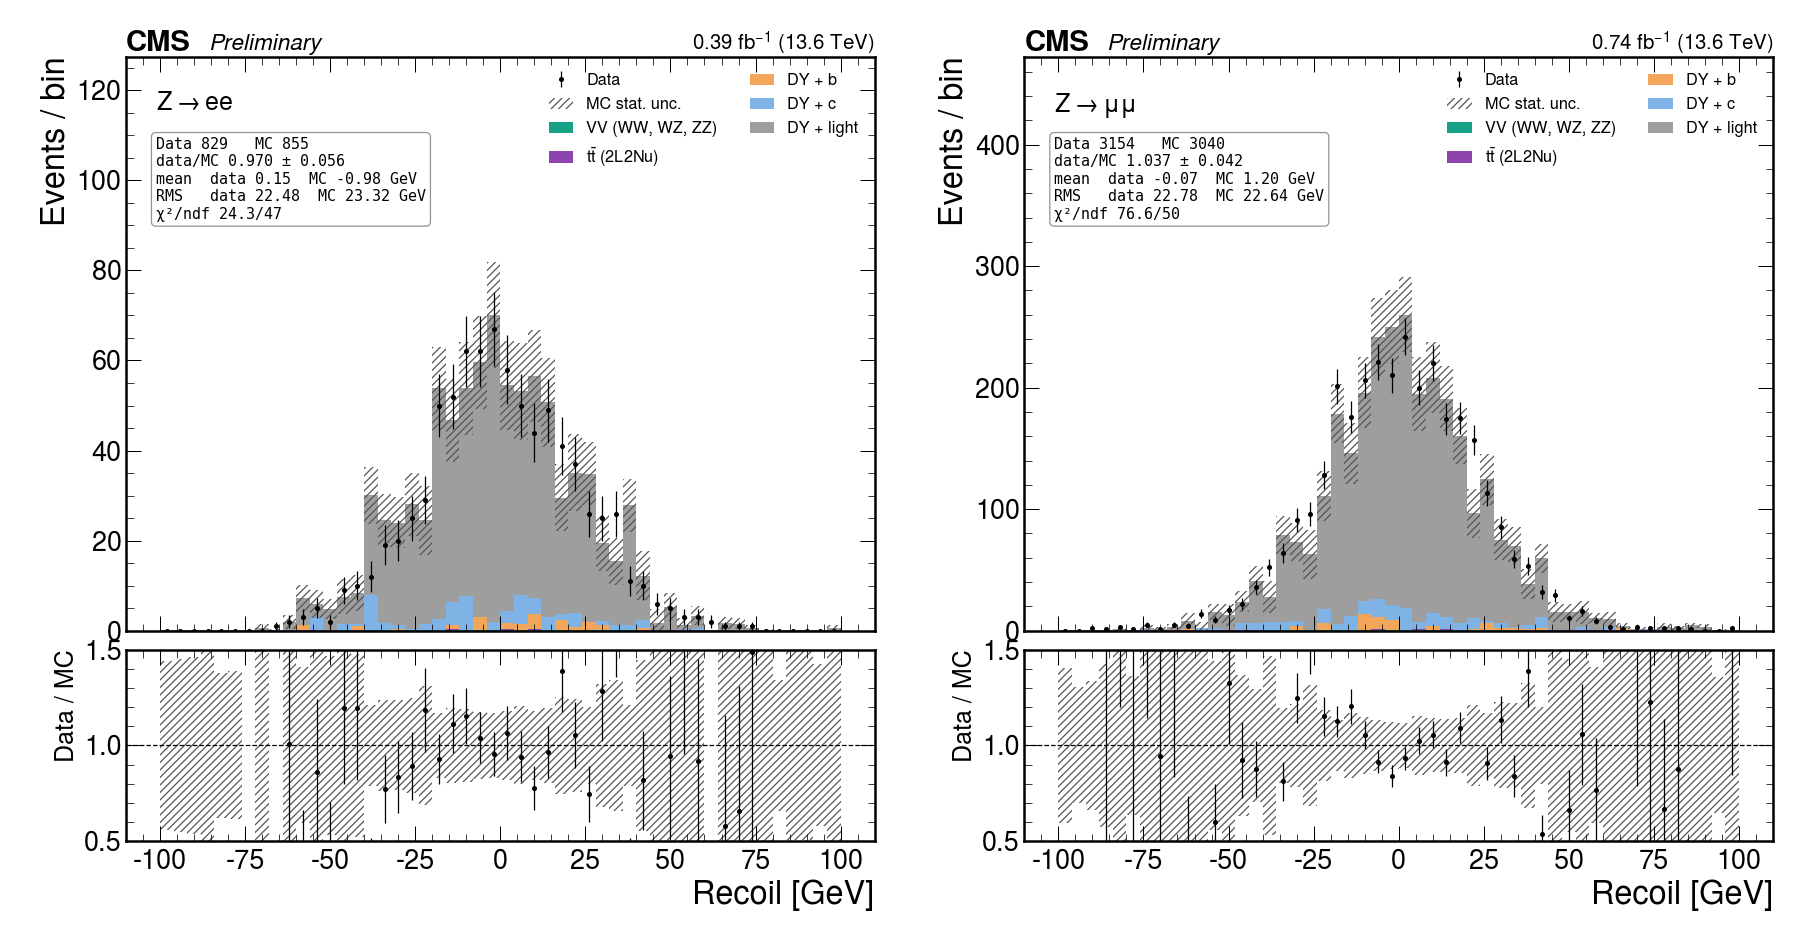 CMS Preliminary 0.39 fb⁻¹ (13.6 TeV)
Events / bin
Z → ee
Data 829   MC 855
data/MC 0.970 ± 0.056
mean  data 0.15  MC -0.98 GeV
RMS   data 22.48  MC 23.32 GeV
χ²/ndf 24.3/47
Data
MC stat. unc.
VV (WW, WZ, ZZ)
tt̄ (2L2Nu)
DY + b
DY + c
DY + light
120
100
80
60
40
20
0
Data / MC
1.5
1.0
0.5
-100 -75 -50 -25 0 25 50 75 100
Recoil [GeV]
CMS Preliminary 0.74 fb⁻¹ (13.6 TeV)
Events / bin
Z → μμ
Data 3154   MC 3040
data/MC 1.037 ± 0.042
mean  data -0.07  MC 1.20 GeV
RMS   data 22.78  MC 22.64 GeV
χ²/ndf 76.6/50
Data
MC stat. unc.
VV (WW, WZ, ZZ)
tt̄ (2L2Nu)
DY + b
DY + c
DY + light
400
300
200
100
0
Data / MC
1.5
1.0
0.5
-100 -75 -50 -25 0 25 50 75 100
Recoil [GeV]